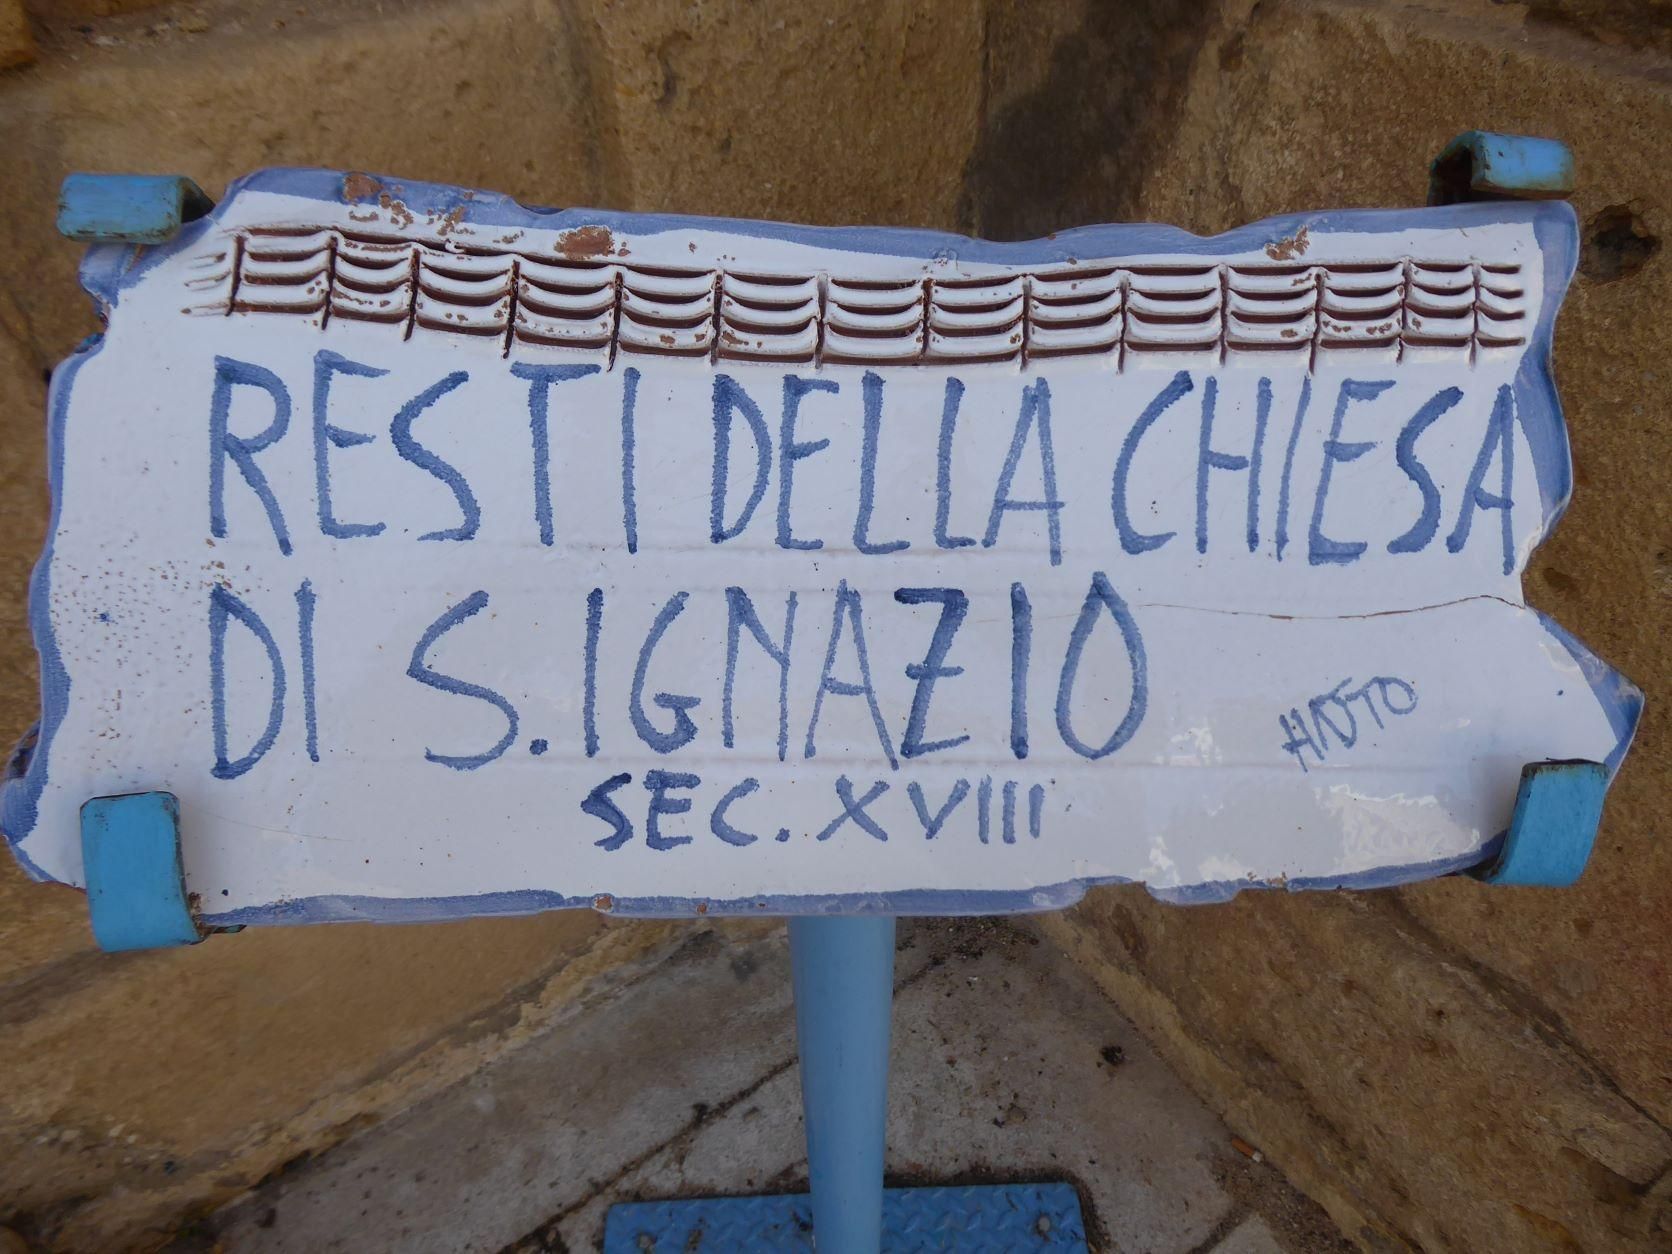 RESTI DELLA CHIESA
DI S. IGNAZIO
SEC. XVIII